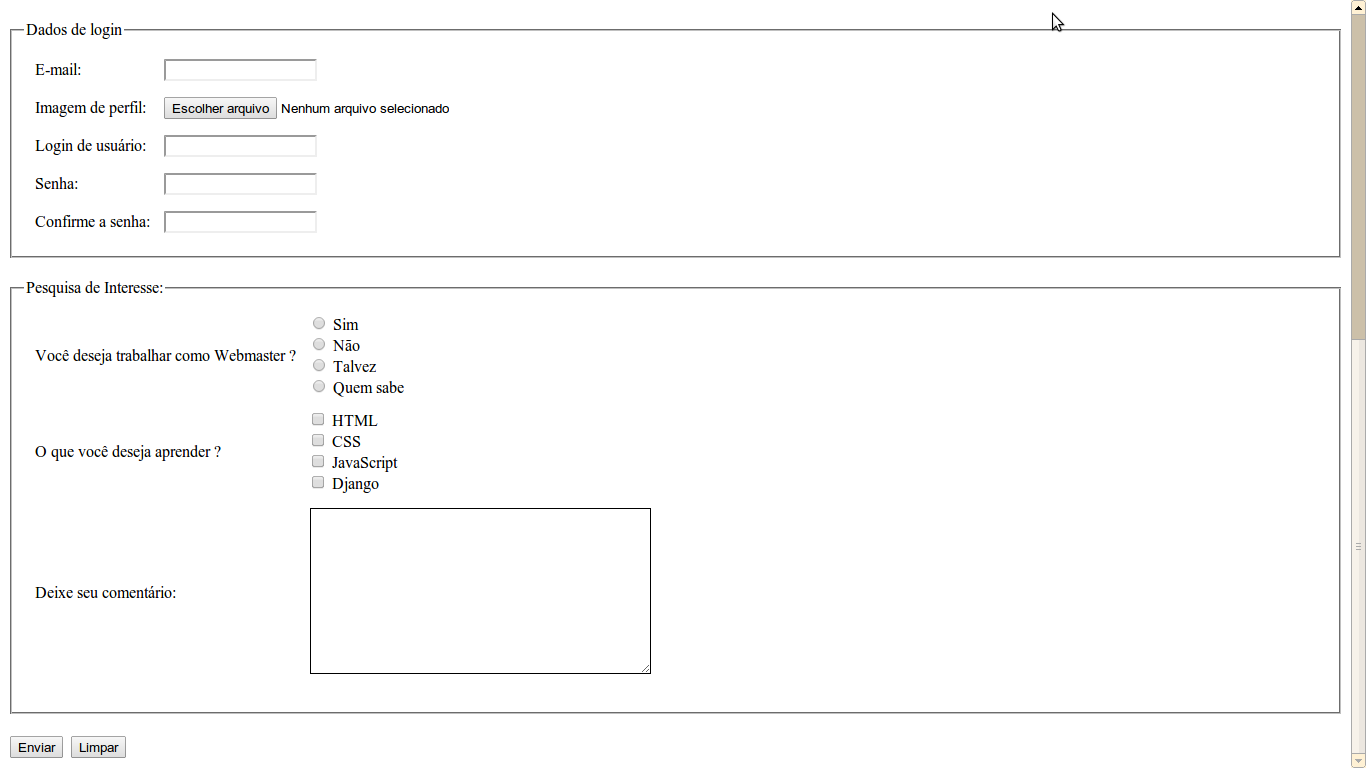 Dados de login
E-mail:
Imagem de perfil: Escolher arquivo Nenhum arquivo selecionado
Login de usuário:
Senha:
Confirme a senha:
Pesquisa de Interesse:
Você deseja trabalhar como Webmaster ?
Sim
Não
Talvez
Quem sabe
O que você deseja aprender ?
HTML
CSS
JavaScript
Django
Deixe seu comentário:
Enviar Limpar